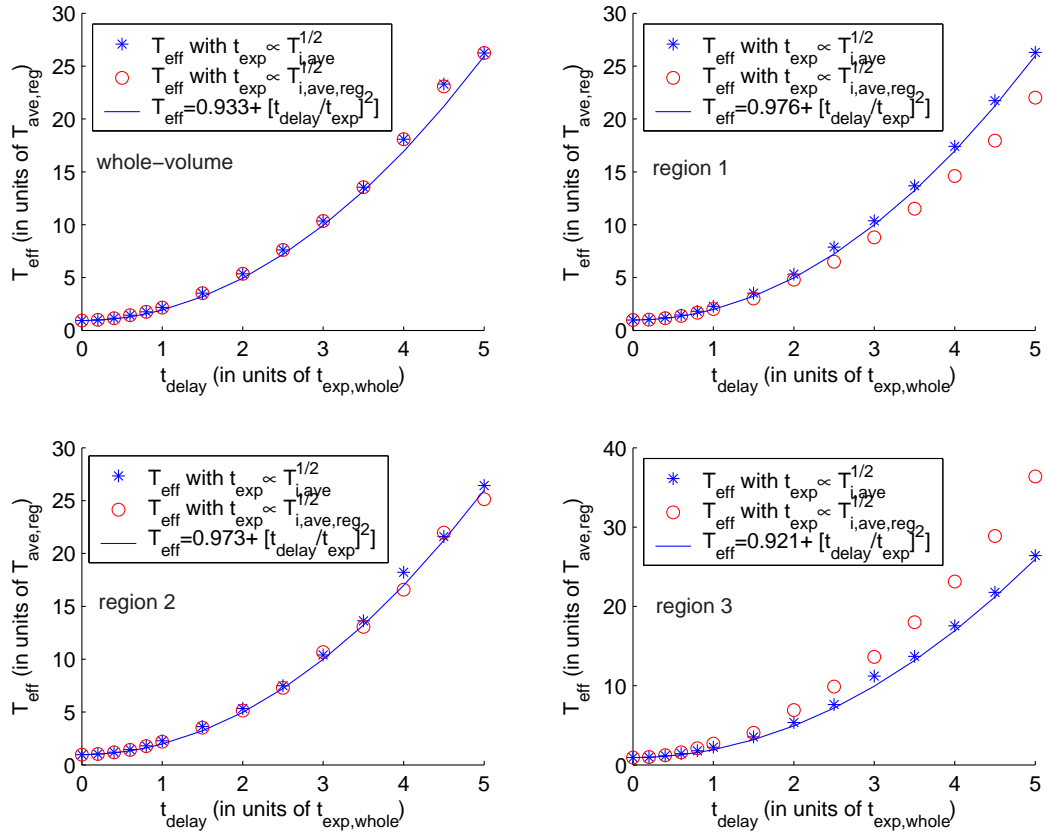 T_eff (in units of T_ave,reg)
30
25
20
15
10
5
0
T_eff with t_exp ∝ T_i,ave^1/2
T_eff with t_exp ∝ T_i,ave,reg^1/2
T_eff=0.933+ [t_delay/t_exp]^2]
whole-volume
0 1 2 3 4 5
t_delay (in units of t_exp,whole)
T_eff (in units of T_ave,reg)
30
25
20
15
10
5
0
T_eff with t_exp ∝ T_i,ave^1/2
T_eff with t_exp ∝ T_i,ave,reg^1/2
T_eff=0.976+ [t_delay/t_exp]^2]
region 1
0 1 2 3 4 5
t_delay (in units of t_exp,whole)
T_eff (in units of T_ave,reg)
30
25
20
15
10
5
0
T_eff with t_exp ∝ T_i,ave^1/2
T_eff with t_exp ∝ T_i,ave,reg^1/2
T_eff=0.973+ [t_delay/t_exp]^2]
region 2
0 1 2 3 4 5
t_delay (in units of t_exp,whole)
T_eff (in units of T_ave,reg)
40
30
20
10
0
T_eff with t_exp ∝ T_i,ave^1/2
T_eff with t_exp ∝ T_i,ave,reg^1/2
T_eff=0.921+ [t_delay/t_exp]^2]
region 3
0 1 2 3 4 5
t_delay (in units of t_exp,whole)